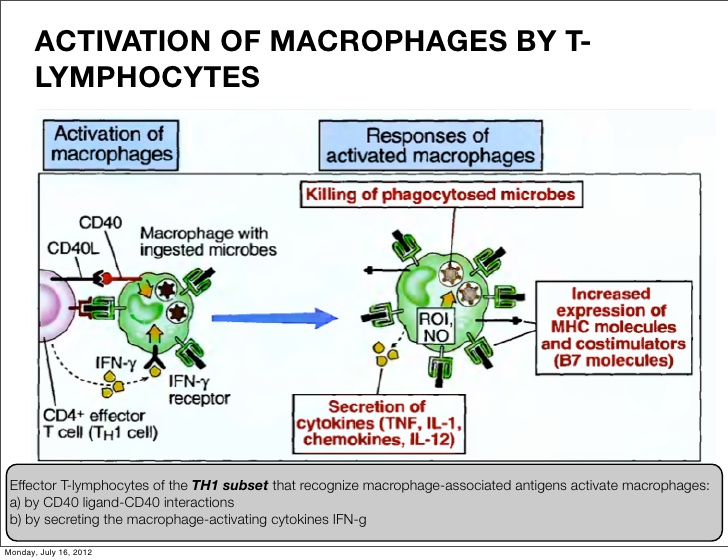 ACTIVATION OF MACROPHAGES BY T-
LYMPHOCYTES
Activation of
macrophages
Responses of
activated macrophages
Killing of phagocytosed microbes
CD40
CD40L
Macrophage with
ingested microbes
Increased
expression of
MHC molecules
and costimulators
(B7 molecules)
ROI,
NO
IFN-γ
IFN-γ
receptor
CD4+ effector
T cell (TH1 cell)
Secretion of
cytokines (TNF, IL-1,
chemokines, IL-12)
Effector T-lymphocytes of the TH1 subset that recognize macrophage-associated antigens activate macrophages:
a) by CD40 ligand-CD40 interactions
b) by secreting the macrophage-activating cytokines IFN-g
Monday, July 16, 2012